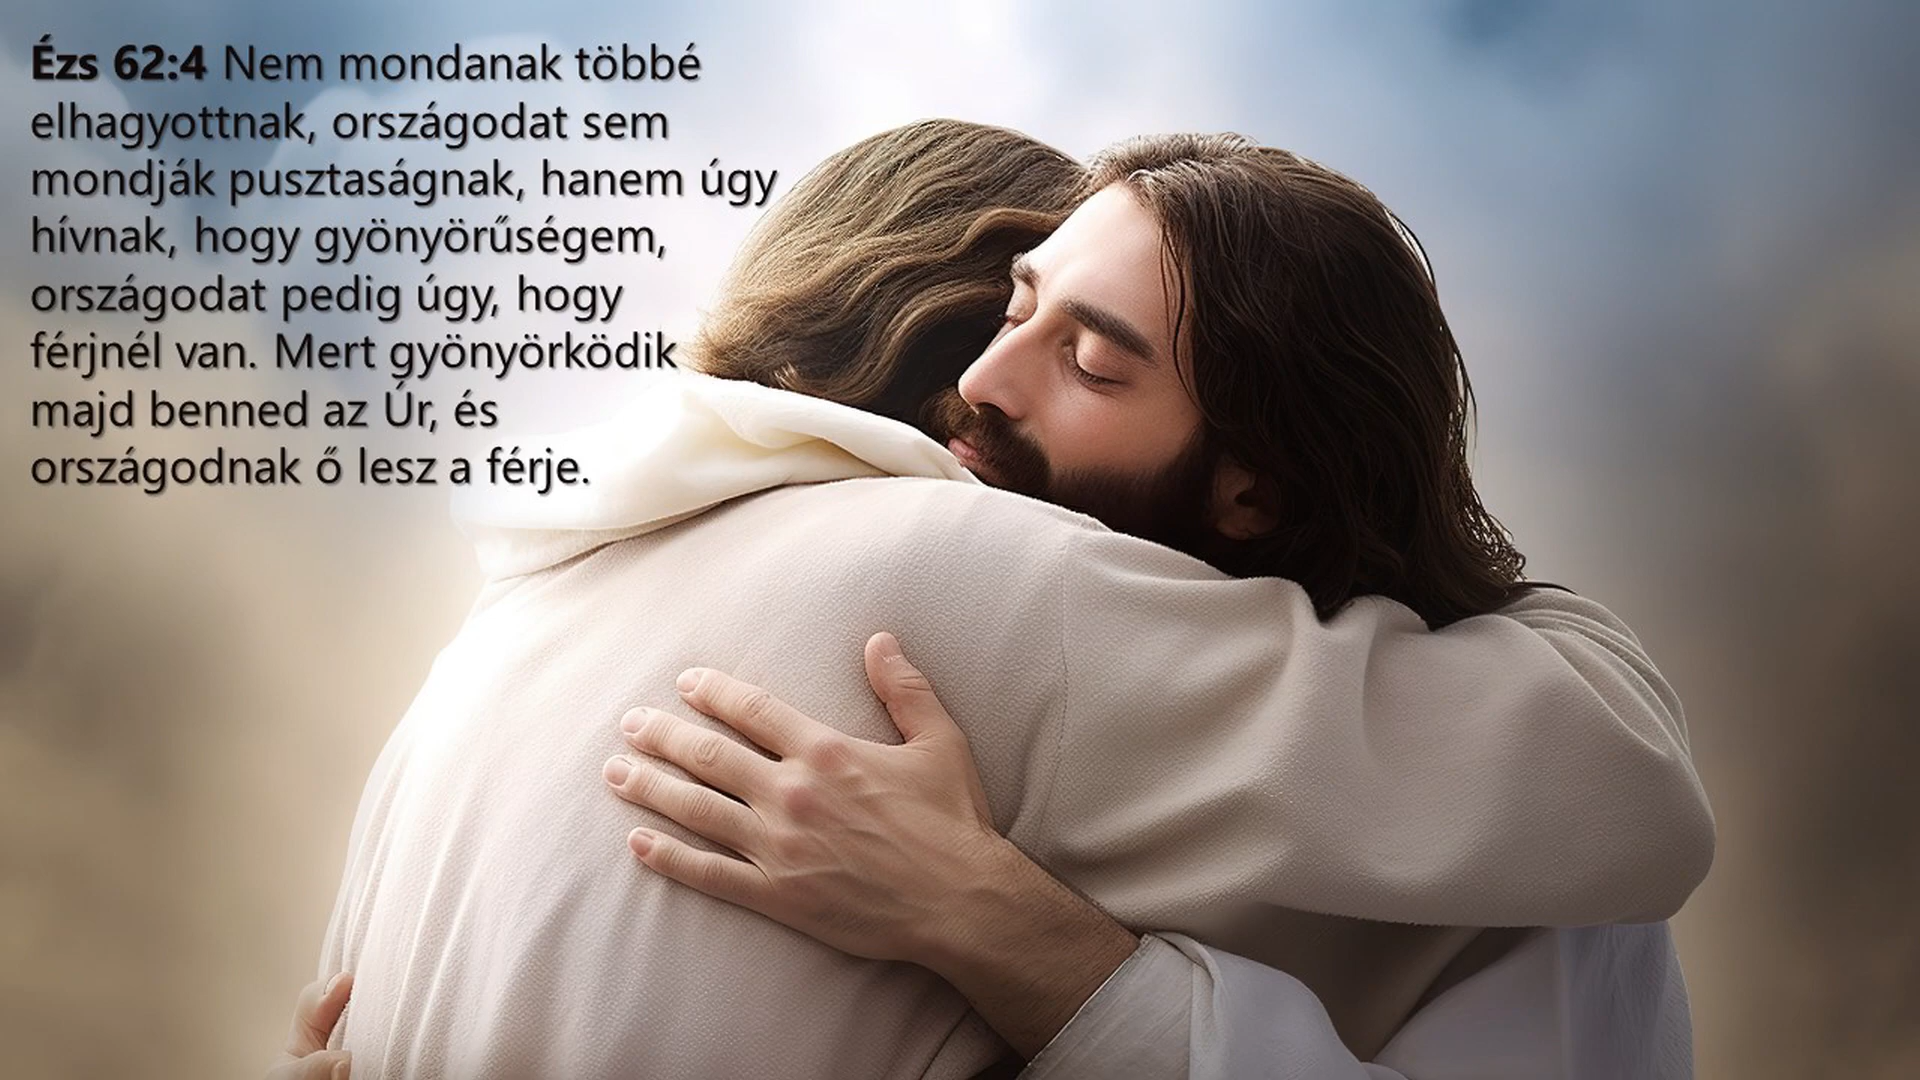 Ézs 62:4 Nem mondanak többé
elhagyottnak, országodat sem
mondják pusztaságnak, hanem úgy
hívnak, hogy gyönyörűségem,
országodat pedig úgy, hogy
férjnél van. Mert gyönyörködik
majd benned az Úr, és
országodnak ő lesz a férje.